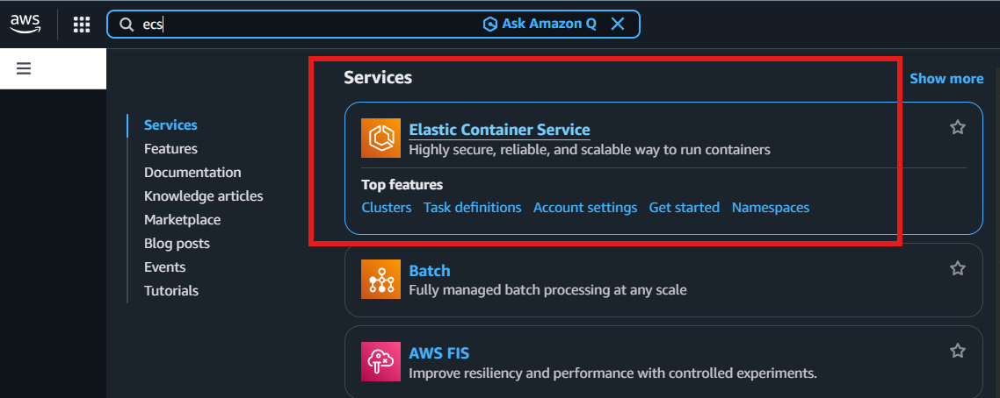 aws
ecs
Ask Amazon Q
Services
Show more
Services
Features
Documentation
Knowledge articles
Marketplace
Blog posts
Events
Tutorials
Elastic Container Service
Highly secure, reliable, and scalable way to run containers
Top features
Clusters Task definitions Account settings Get started Namespaces
Batch
Fully managed batch processing at any scale
AWS FIS
Improve resiliency and performance with controlled experiments.